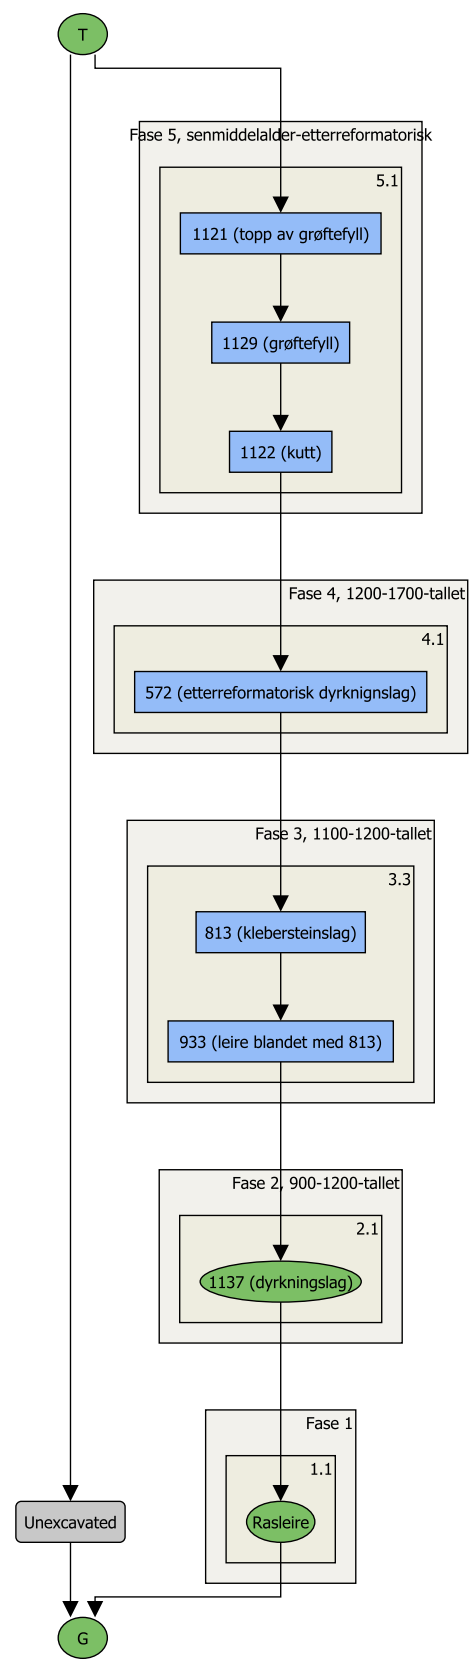 T
Fase 5, senmiddelalder-etterreformatorisk
5.1
1121 (topp av grøftefyll)
1129 (grøftefyll)
1122 (kutt)
Fase 4, 1200-1700-tallet
4.1
572 (etterreformatorisk dyrknignslag)
Fase 3, 1100-1200-tallet
3.3
813 (klebersteinslag)
933 (leire blandet med 813)
Fase 2, 900-1200-tallet
2.1
1137 (dyrkningslag)
Fase 1
1.1
Unexcavated
Rasleire
G